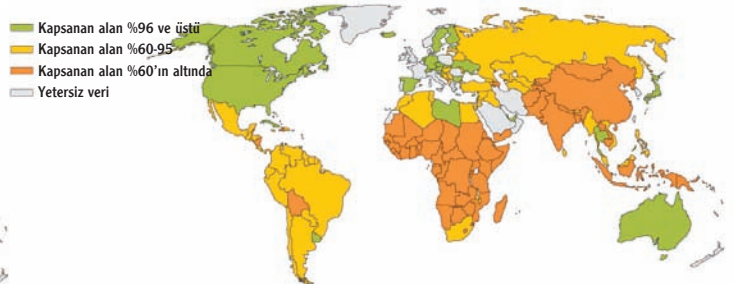 Kapsanan alan %96 ve üstü
Kapsanan alan %60-95
Kapsanan alan %60’ın altında
Yetersiz veri